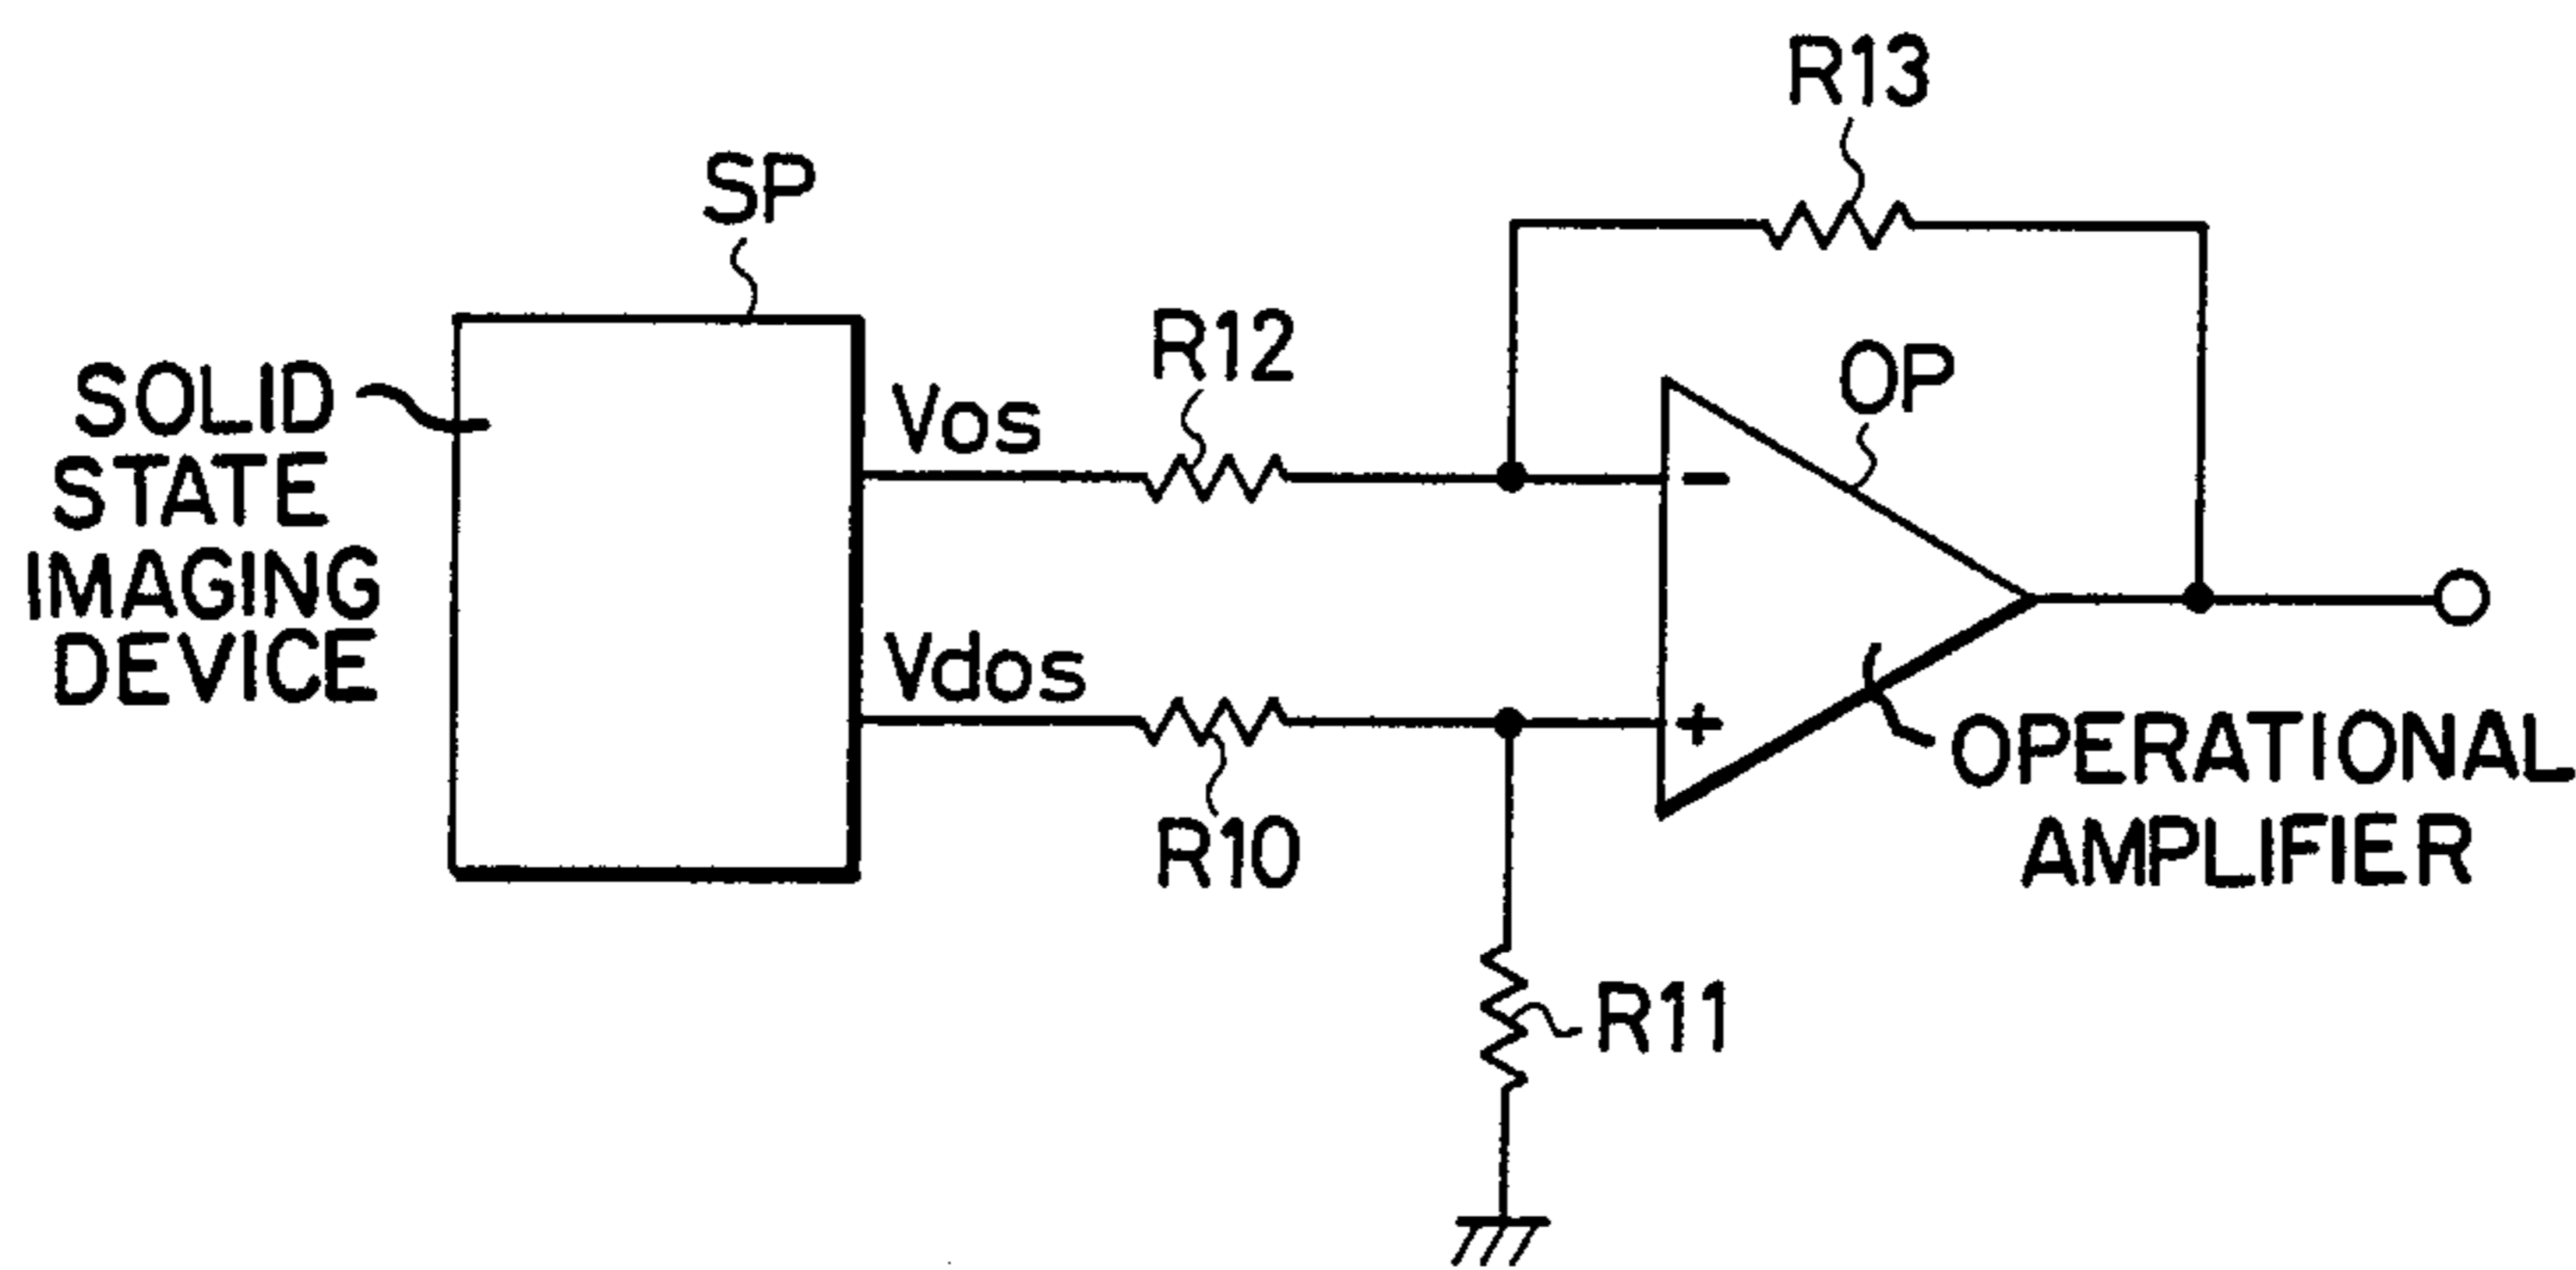 R13
SP
R12
OP
SOLID
STATE
IMAGING
DEVICE
Vos
Vdos
-
+
R10
OPERATIONAL
AMPLIFIER
R11